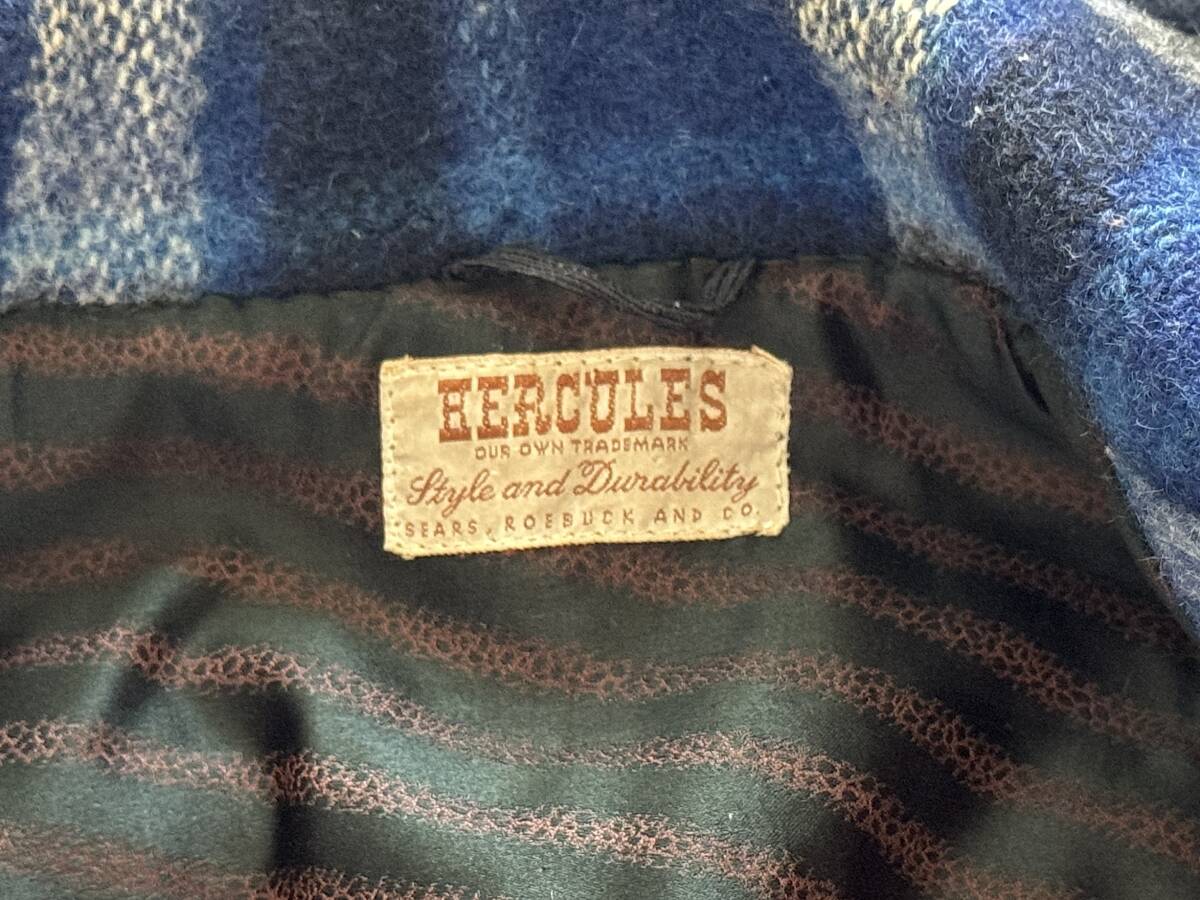 HERCULES
OUR OWN TRADEMARK
Style and Durability
SEARS, ROEBUCK AND CO.